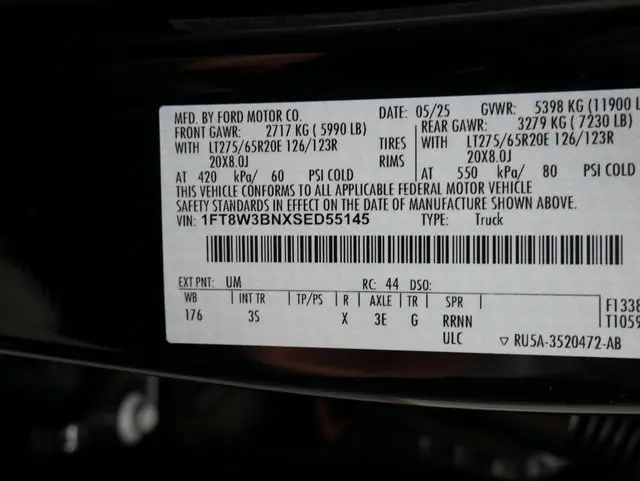 MFD. BY FORD MOTOR CO. DATE: 05/25 GVWR: 5398 KG (11900 L
FRONT GAWR: 2717 KG ( 5990 LB) REAR GAWR: 3279 KG ( 7230 LB)
WITH LT275/65R20E 126/123R TIRES WITH LT275/65R20E 126/123R
20X8.0J RIMS 20X8.0J
AT 420 kPa/ 60 PSI COLD AT 550 kPa/ 80 PSI COLD
THIS VEHICLE CONFORMS TO ALL APPLICABLE FEDERAL MOTOR VEHICLE
SAFETY STANDARDS IN EFFECT ON THE DATE OF MANUFACTURE SHOWN ABOVE.
VIN: 1FT8W3BNXSED55145 TYPE: Truck
EXT PNT: UM RC: 44 DSO:
WB INT TR TP/PS R AXLE TR SPR
176 3S X 3E G RRNN
ULC
F1338
T1059
▽ RU5A-3520472-AB